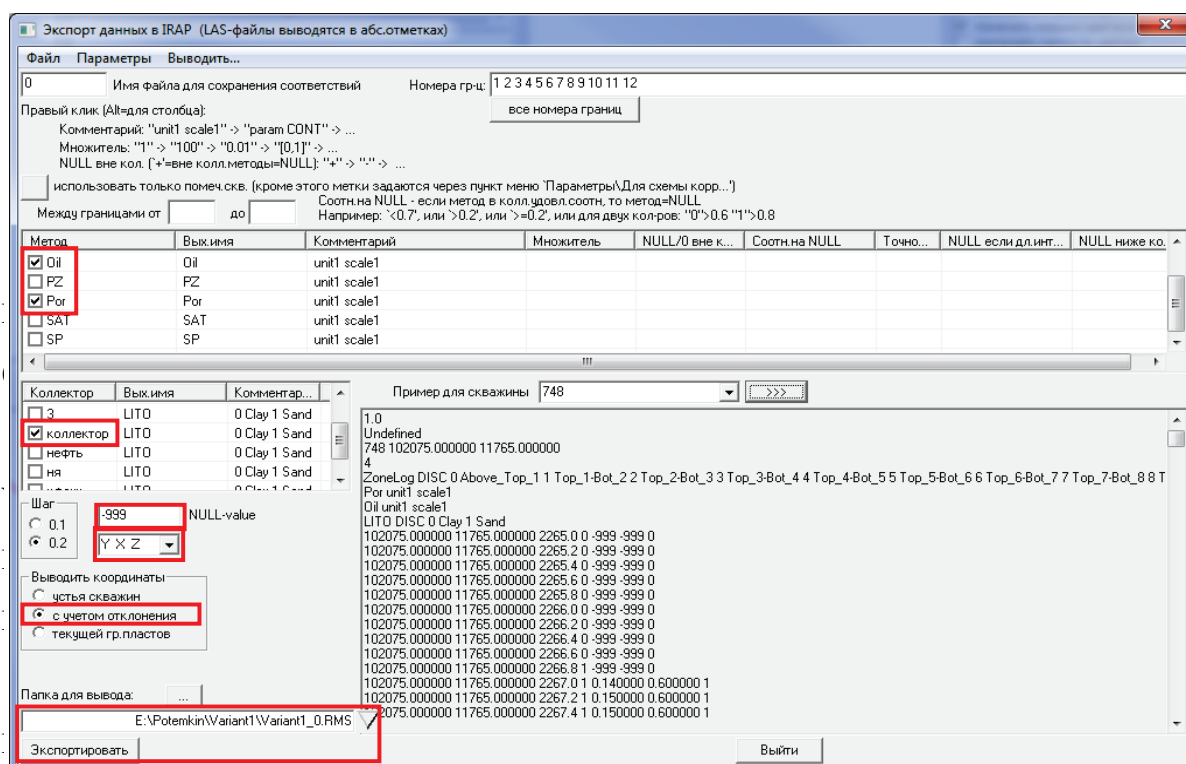 Экспорт данных в IRAP (LAS-файлы выводятся в абс.отметках)
Файл Параметры Выводить...
0 Имя файла для сохранения соответствий Номера гр-ц: 1 2 3 4 5 6 7 8 9 10 11 12
Правый клик (Alt=для столбца): все номера границ
Комментарий: "unit1 scale1" -> "param CONT" -> ...
Множитель: "1" -> "100" -> "0.01" -> "[0,1]" -> ...
NULL вне кол. (`+'=вне колл.методы=NULL): "+" -> "-" -> ...
использовать только помеч.скв. (кроме этого метки задаются через пункт меню `Параметры\Для схемы корр...')
Соотн.на NULL - если метод в колл.удовл.соотн, то метод=NULL
Между границами от до Например: `<0.7', или `>0.2', или `>=0.2', или для двух кол-ров: "0">0.6 "1">0.8
Метод Вых.имя Комментарий Множитель NULL/0 вне к... Соотн.на NULL Точно... NULL если дл.инт... NULL ниже ко.
Oil Oil unit1 scale1
PZ PZ unit1 scale1
Por Por unit1 scale1
SAT SAT unit1 scale1
SP SP unit1 scale1
Коллектор Вых.имя Комментар...
3 LITO 0 Clay 1 Sand
коллектор LITO 0 Clay 1 Sand
нефть LITO 0 Clay 1 Sand
ня LITO 0 Clay 1 Sand
LITO 0 Clay 1 Sand
Шаг
0.1
0.2
-999 NULL-value
Y X Z
Выводить координаты
устья скважин
с учетом отклонения
текущей гр.пластов
Папка для вывода: ...
E:\Potemkin\Variant1\Variant1_0.RMS
Экспортировать
Пример для скважины 748 >>>
1.0
Undefined
748 102075.000000 11765.000000
4
ZoneLog DISC 0 Above_Top_1 1 Top_1-Bot_2 2 Top_2-Bot_3 3 Top_3-Bot_4 4 Top_4-Bot_5 5 Top_5-Bot_6 6 Top_6-Bot_7 7 Top_7-Bot_8 8 T
Por unit1 scale1
Oil unit1 scale1
LITO DISC 0 Clay 1 Sand
102075.000000 11765.000000 2265.0 0 -999 -999 0
102075.000000 11765.000000 2265.2 0 -999 -999 0
102075.000000 11765.000000 2265.4 0 -999 -999 0
102075.000000 11765.000000 2265.6 0 -999 -999 0
102075.000000 11765.000000 2265.8 0 -999 -999 0
102075.000000 11765.000000 2266.0 0 -999 -999 0
102075.000000 11765.000000 2266.2 0 -999 -999 0
102075.000000 11765.000000 2266.4 0 -999 -999 0
102075.000000 11765.000000 2266.6 0 -999 -999 0
102075.000000 11765.000000 2266.8 1 -999 -999 0
102075.000000 11765.000000 2267.0 1 0.140000 0.600000 1
102075.000000 11765.000000 2267.2 1 0.150000 0.600000 1
02075.000000 11765.000000 2267.4 1 0.150000 0.600000 1
Выйти